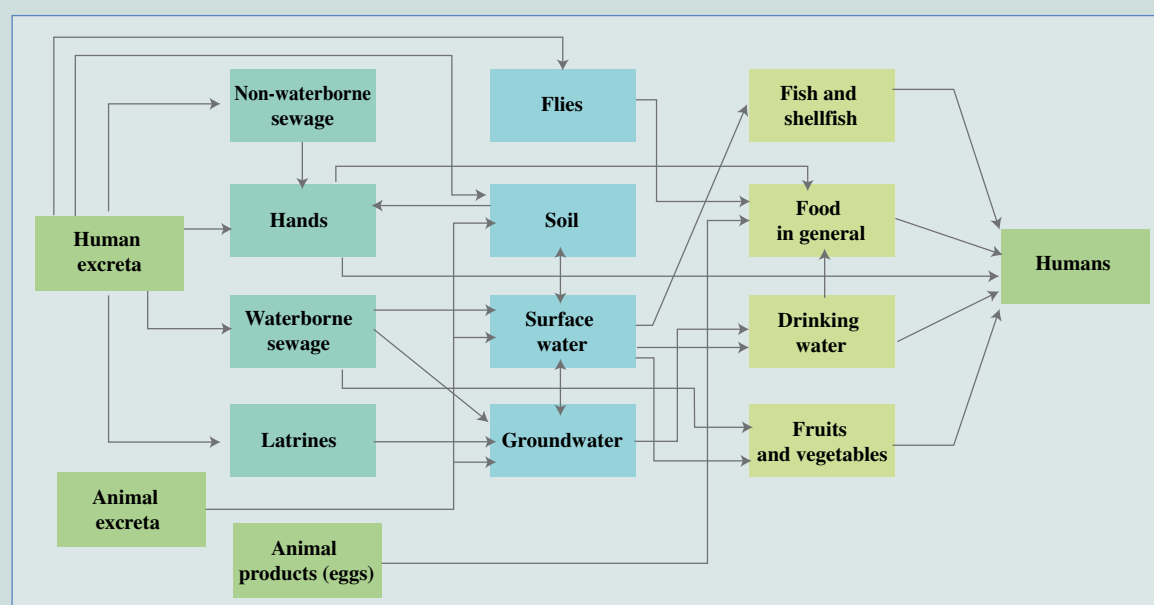 Non-waterborne
sewage
Flies
Fish and
shellfish
Human
excreta
Hands
Soil
Food
in general
Humans
Waterborne
sewage
Surface
water
Drinking
water
Latrines
Groundwater
Fruits
and vegetables
Animal
excreta
Animal
products (eggs)